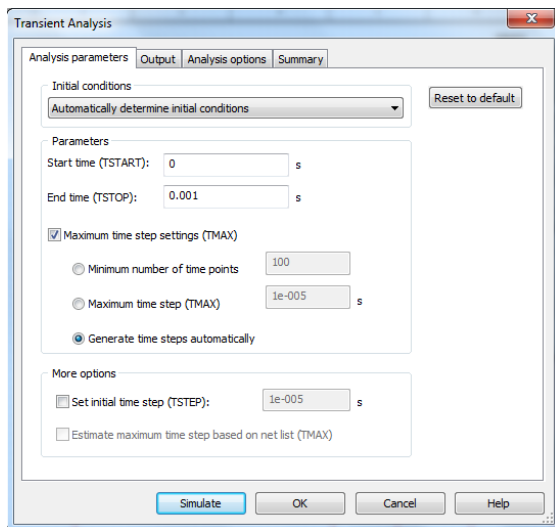 Transient Analysis
Analysis parameters Output Analysis options Summary
Initial conditions
Automatically determine initial conditions
Reset to default
Parameters
Start time (TSTART): 0 s
End time (TSTOP): 0.001 s
Maximum time step settings (TMAX)
Minimum number of time points 100
Maximum time step (TMAX) 1e-005 s
Generate time steps automatically
More options
Set initial time step (TSTEP): 1e-005 s
Estimate maximum time step based on net list (TMAX)
Simulate OK Cancel Help